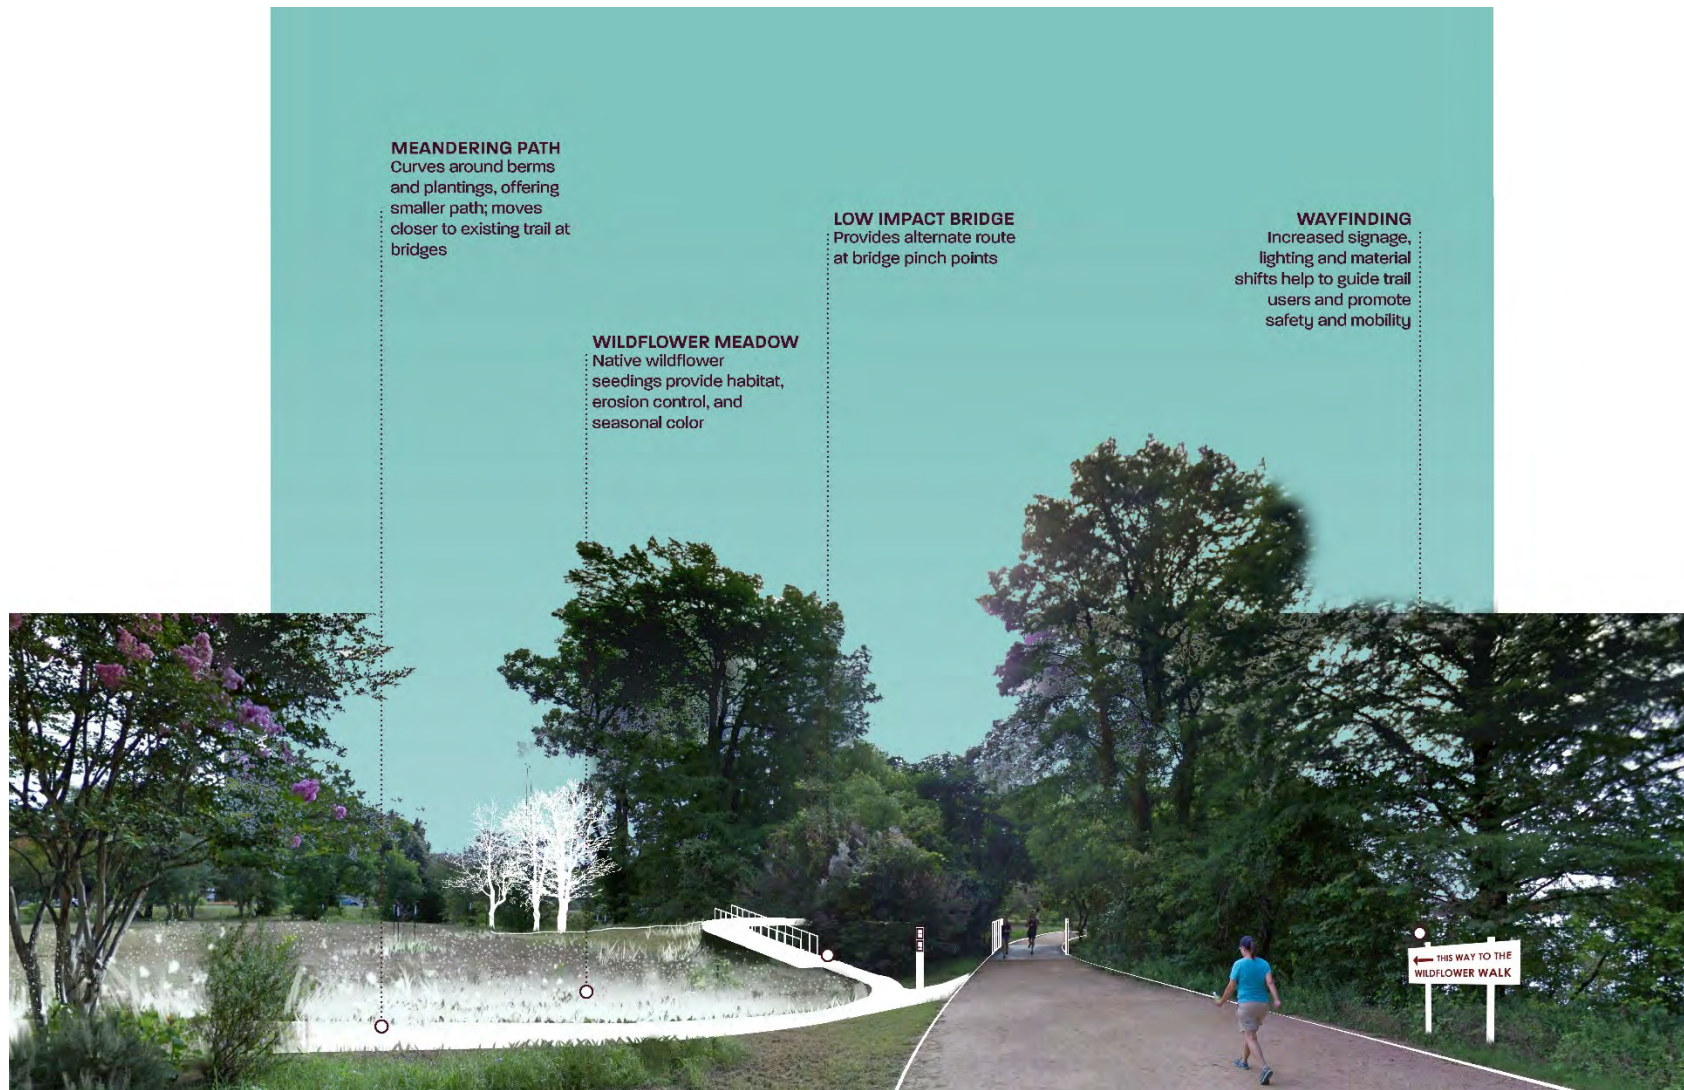 MEANDERING PATH
Curves around berms
and plantings, offering
smaller path; moves
closer to existing trail at
bridges
LOW IMPACT BRIDGE
Provides alternate route
at bridge pinch points
WAYFINDING
Increased signage,
lighting and material
shifts help to guide trail
users and promote
safety and mobility
WILDFLOWER MEADOW
Native wildflower
seedings provide habitat,
erosion control, and
seasonal color
← THIS WAY TO THE
WILDFLOWER WALK